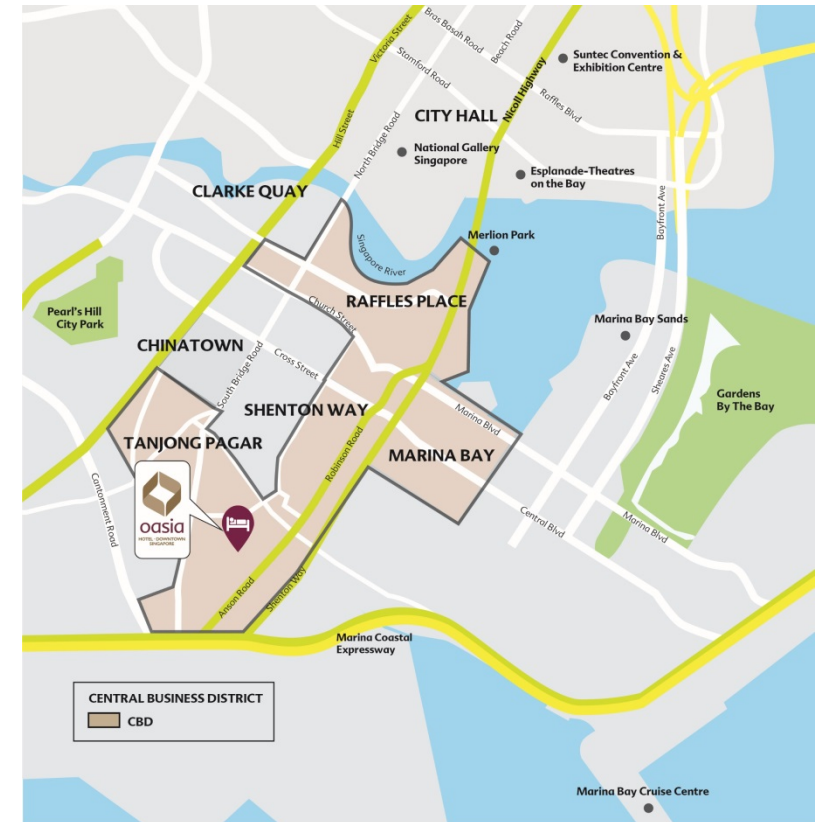 Bras Basah Road
Beach Road
Victoria Street
Stamford Road
Nicoll Highway
Suntec Convention &
Exhibition Centre
Raffles Blvd
CITY HALL
Hill Street
North Bridge Road
National Gallery
Singapore
Esplanade-Theatres
on the Bay
CLARKE QUAY
Bayfront Ave
Merlion Park
Singapore River
RAFFLES PLACE
Church Street
Pearl's Hill
City Park
Marina Bay Sands
CHINATOWN
Cross Street
South Bridge Road
Bayfront Ave
Sheares Ave
Gardens
By The Bay
SHENTON WAY
Marina Blvd
TANJONG PAGAR
Robinson Road
MARINA BAY
Cantonment Road
oasia
HOTEL · DOWNTOWN
SINGAPORE
Central Blvd
Marina Blvd
Anson Road
Shenton Way
Marina Coastal
Expressway
CENTRAL BUSINESS DISTRICT
CBD
Marina Bay Cruise Centre